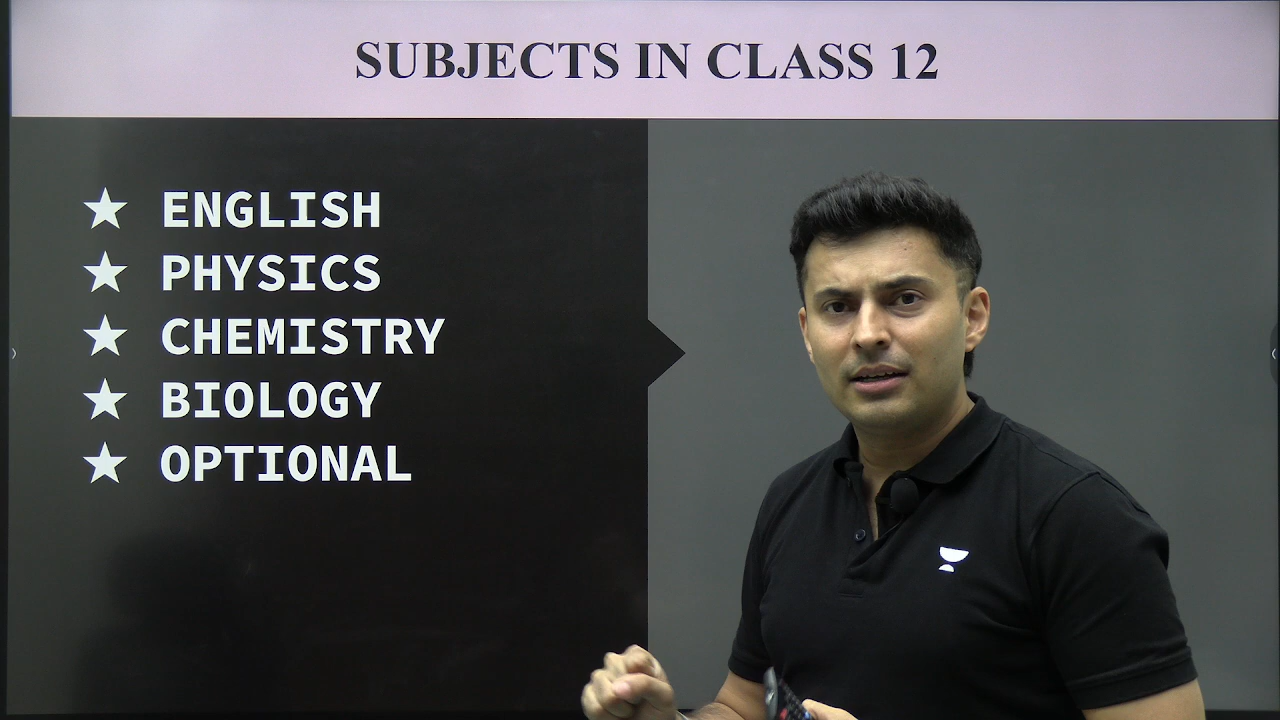 SUBJECTS IN CLASS 12
★ ENGLISH
★ PHYSICS
★ CHEMISTRY
★ BIOLOGY
★ OPTIONAL